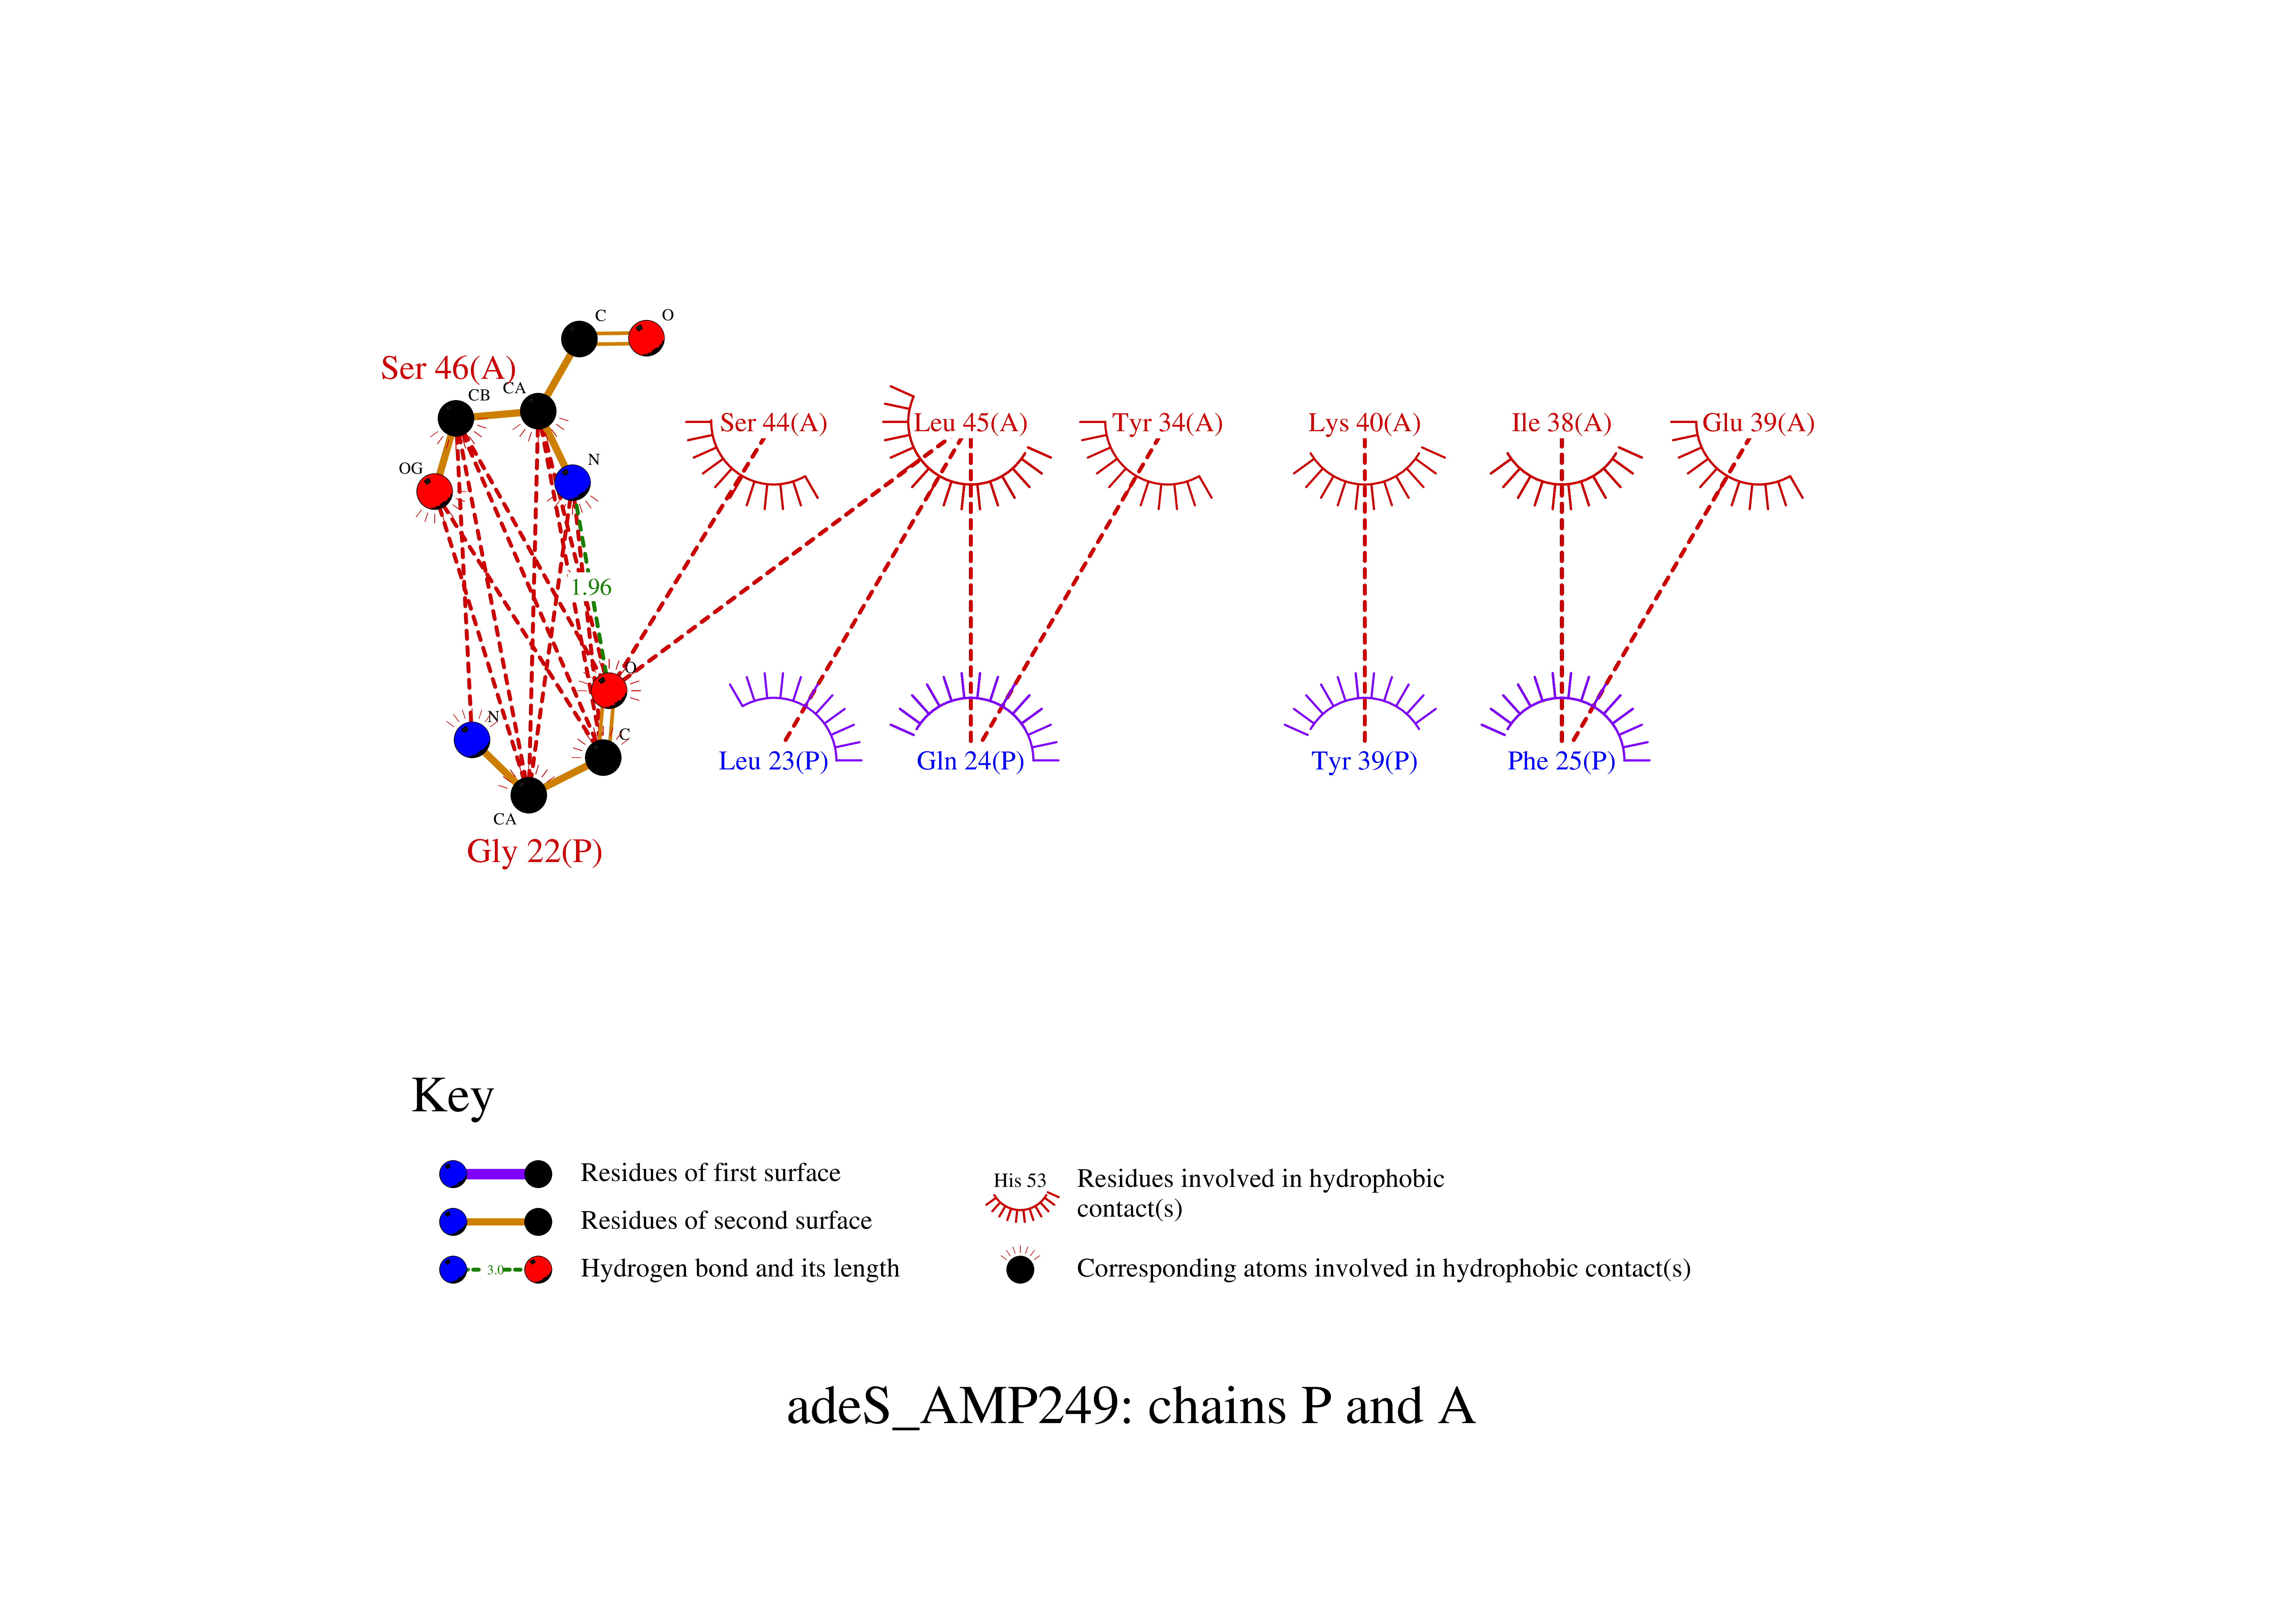 C
O
Ser 46(A)
CA
CB
Ser 44(A)
Leu 45(A)
Tyr 34(A)
Lys 40(A)
Ile 38(A)
Glu 39(A)
N
OG
1.96
O
N
C
Leu 23(P)
Gln 24(P)
Tyr 39(P)
Phe 25(P)
CA
Gly 22(P)
Key
Residues of first surface
Residues of second surface
3.0
Hydrogen bond and its length
His 53
Residues involved in hydrophobic
contact(s)
Corresponding atoms involved in hydrophobic contact(s)
adeS_AMP249: chains P and A